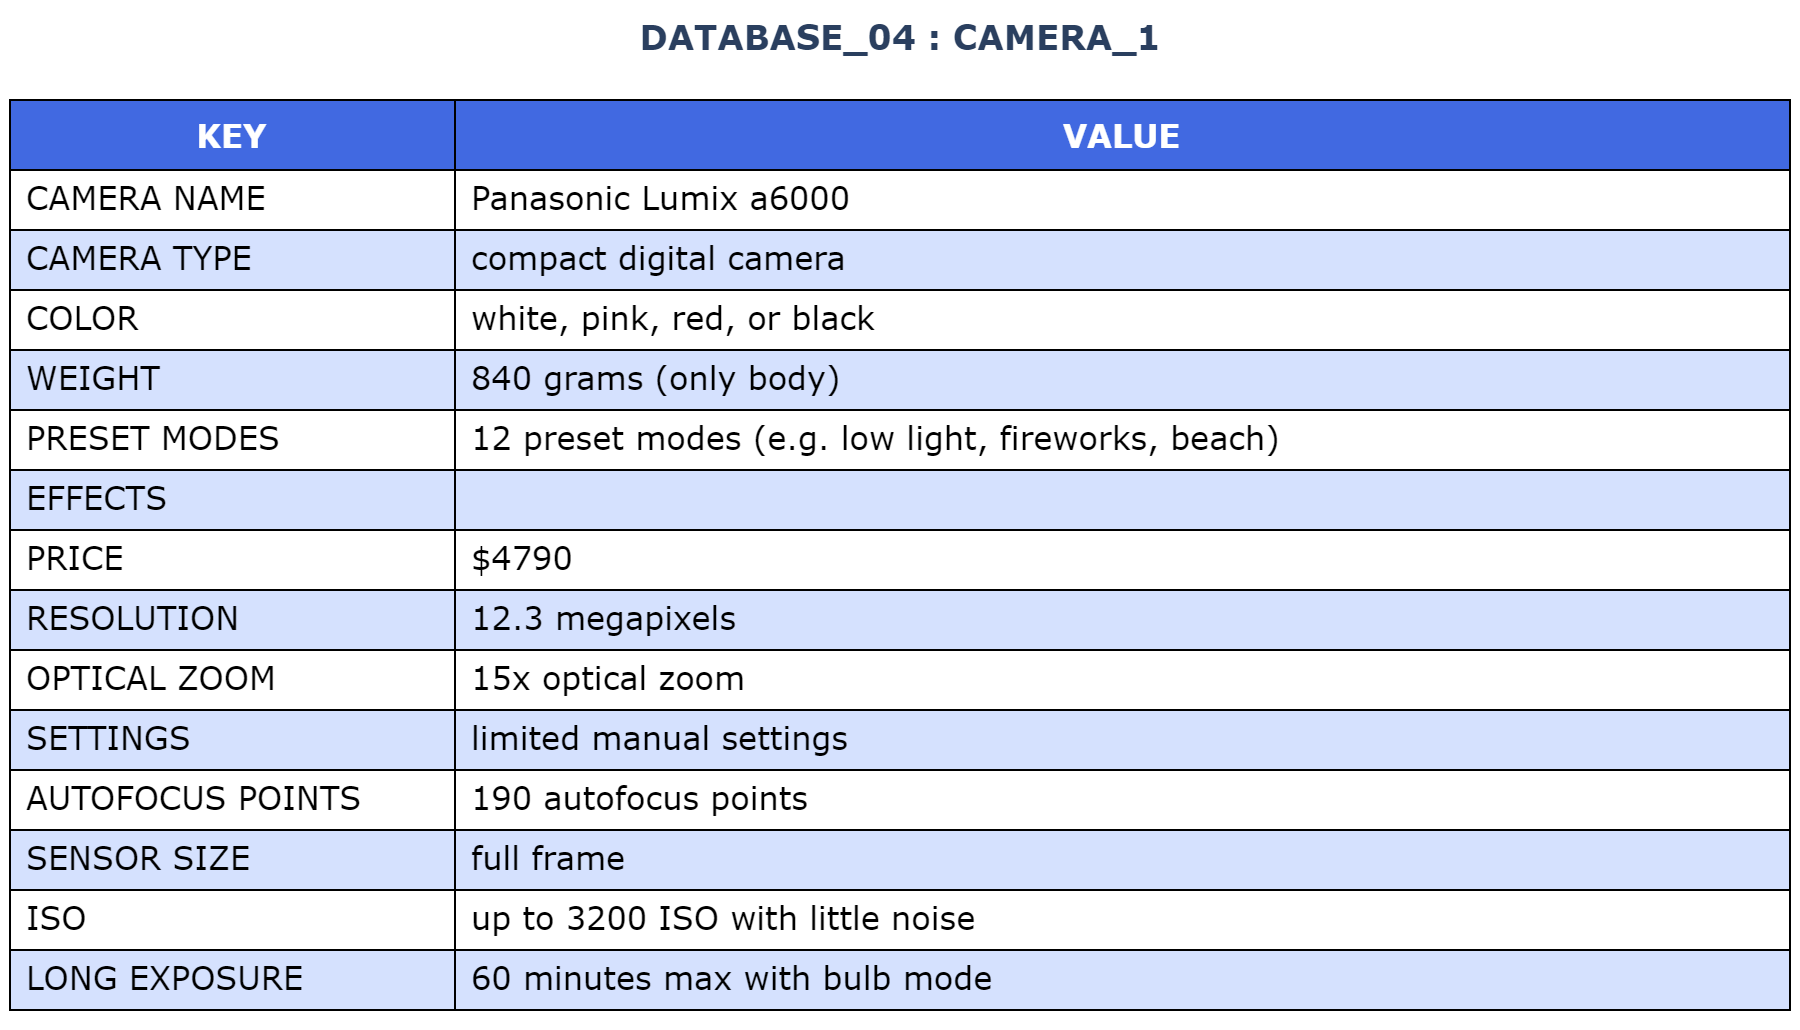 DATABASE_04 : CAMERA_1
KEY VALUE
CAMERA NAME Panasonic Lumix a6000
CAMERA TYPE compact digital camera
COLOR white, pink, red, or black
WEIGHT 840 grams (only body)
PRESET MODES 12 preset modes (e.g. low light, fireworks, beach)
EFFECTS
PRICE $4790
RESOLUTION 12.3 megapixels
OPTICAL ZOOM 15x optical zoom
SETTINGS limited manual settings
AUTOFOCUS POINTS 190 autofocus points
SENSOR SIZE full frame
ISO up to 3200 ISO with little noise
LONG EXPOSURE 60 minutes max with bulb mode